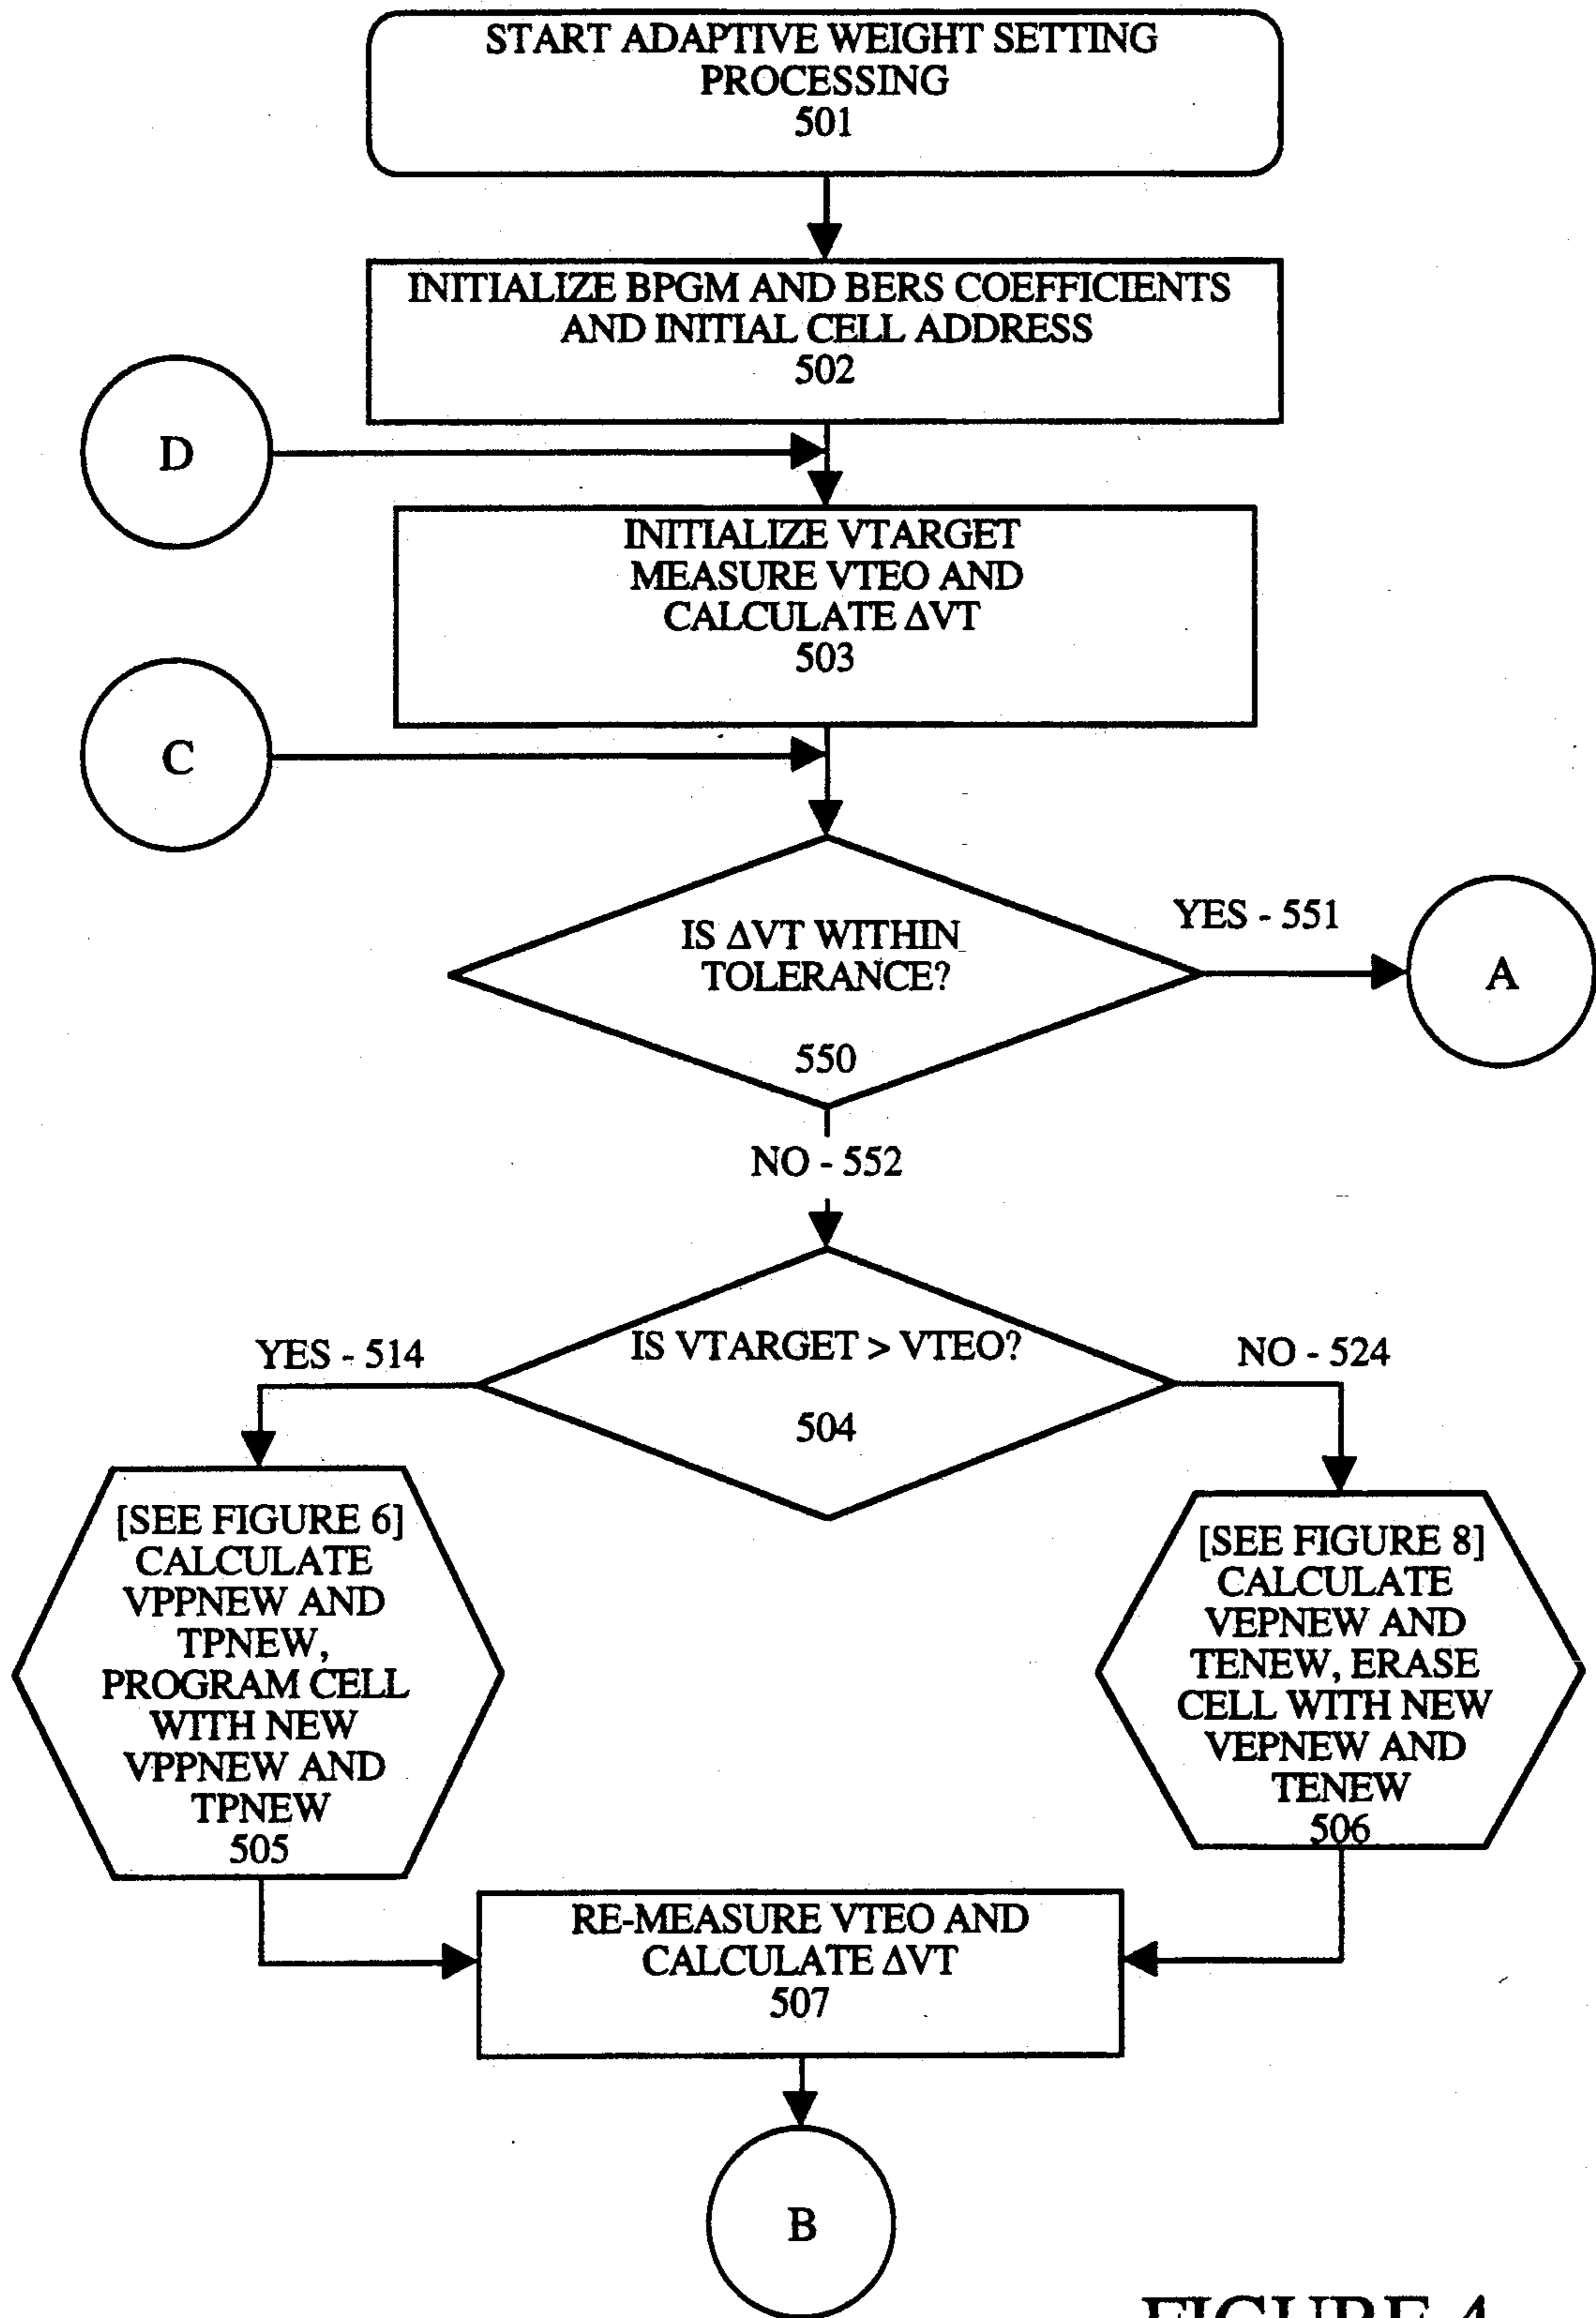 START ADAPTIVE WEIGHT SETTING
PROCESSING
501
INITIALIZE BPGM AND BERS COEFFICIENTS
AND INITIAL CELL ADDRESS
502
D
INITIALIZE VTARGET
MEASURE VTEO AND
CALCULATE ΔVT
503
C
IS ΔVT WITHIN
TOLERANCE?
550
YES - 551
A
NO - 552
IS VTARGET > VTEO?
504
YES - 514
NO - 524
[SEE FIGURE 6]
CALCULATE
VPPNEW AND
TPNEW,
PROGRAM CELL
WITH NEW
VPPNEW AND
TPNEW
505
[SEE FIGURE 8]
CALCULATE
VEPNEW AND
TENEW, ERASE
CELL WITH NEW
VEPNEW AND
TENEW
506
RE-MEASURE VTEO AND
CALCULATE ΔVT
507
B
FIGURE 4